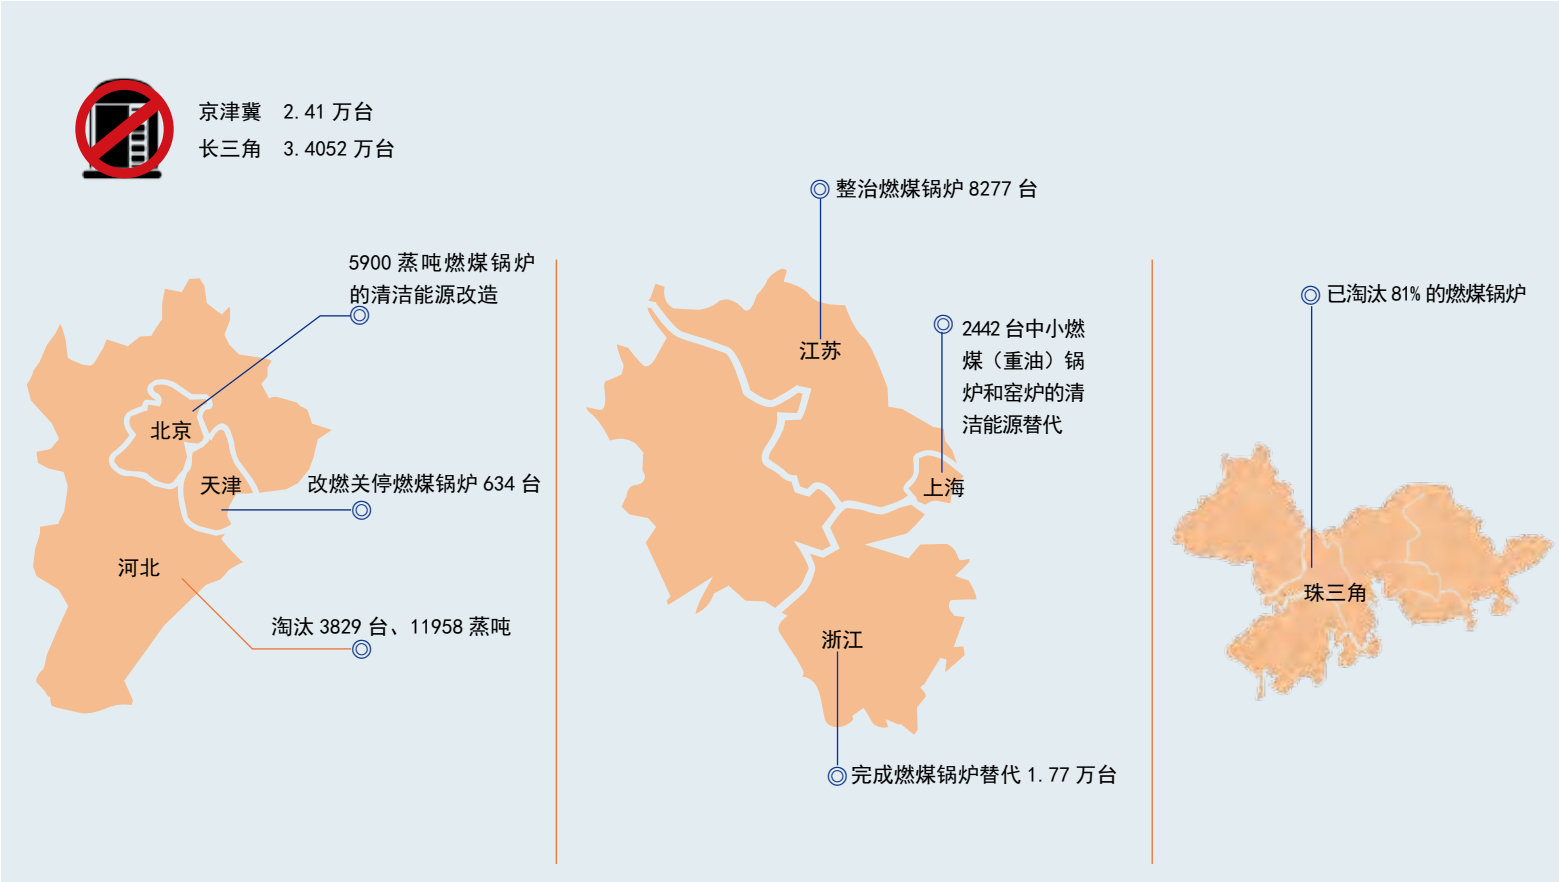 京津冀 2.41 万台
长三角 3.4052 万台
5900 蒸吨燃煤锅炉
的清洁能源改造
北京
天津
改燃关停燃煤锅炉 634 台
河北
淘汰 3829 台、11958 蒸吨
整治燃煤锅炉 8277 台
江苏
2442 台中小燃
煤（重油）锅
炉和窑炉的清
洁能源替代
上海
浙江
完成燃煤锅炉替代 1.77 万台
已淘汰 81% 的燃煤锅炉
珠三角